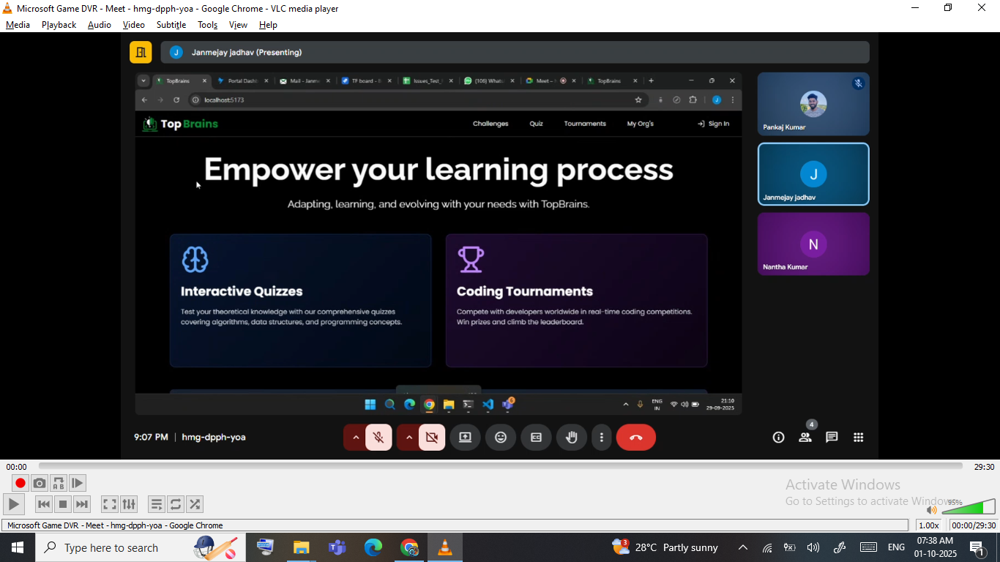 Microsoft Game DVR - Meet - hmg-dpph-yoa - Google Chrome - VLC media player
Media Playback Audio Video Subtitle Tools View Help
J Janmejay jadhav (Presenting)
TopBrains Portal Dashb Mail - Janme TF board - B Issues_Test_ (106) Whats Meet – TopBrains
localhost:5173 J
Top Brains Challenges Quiz Tournaments My Org's Sign In
Empower your learning process
Adapting, learning, and evolving with your needs with TopBrains.
Interactive Quizzes
Test your theoretical knowledge with our comprehensive quizzes
covering algorithms, data structures, and programming concepts.
Coding Tournaments
Compete with developers worldwide in real-time coding competitions.
Win prizes and climb the leaderboard.
ENG
IN
21:10
29-09-2025
Pankaj Kumar
J
Janmejay jadhav
N
Nantha Kumar
9:07 PM | hmg-dpph-yoa
4
00:00 29:30
Activate Windows
Go to Settings to activate Windows.
95%
Microsoft Game DVR - Meet - hmg-dpph-yoa - Google Chrome 1.00x 00:00/29:30
Type here to search
3
28°C Partly sunny
ENG
07:38 AM
01-10-2025
1